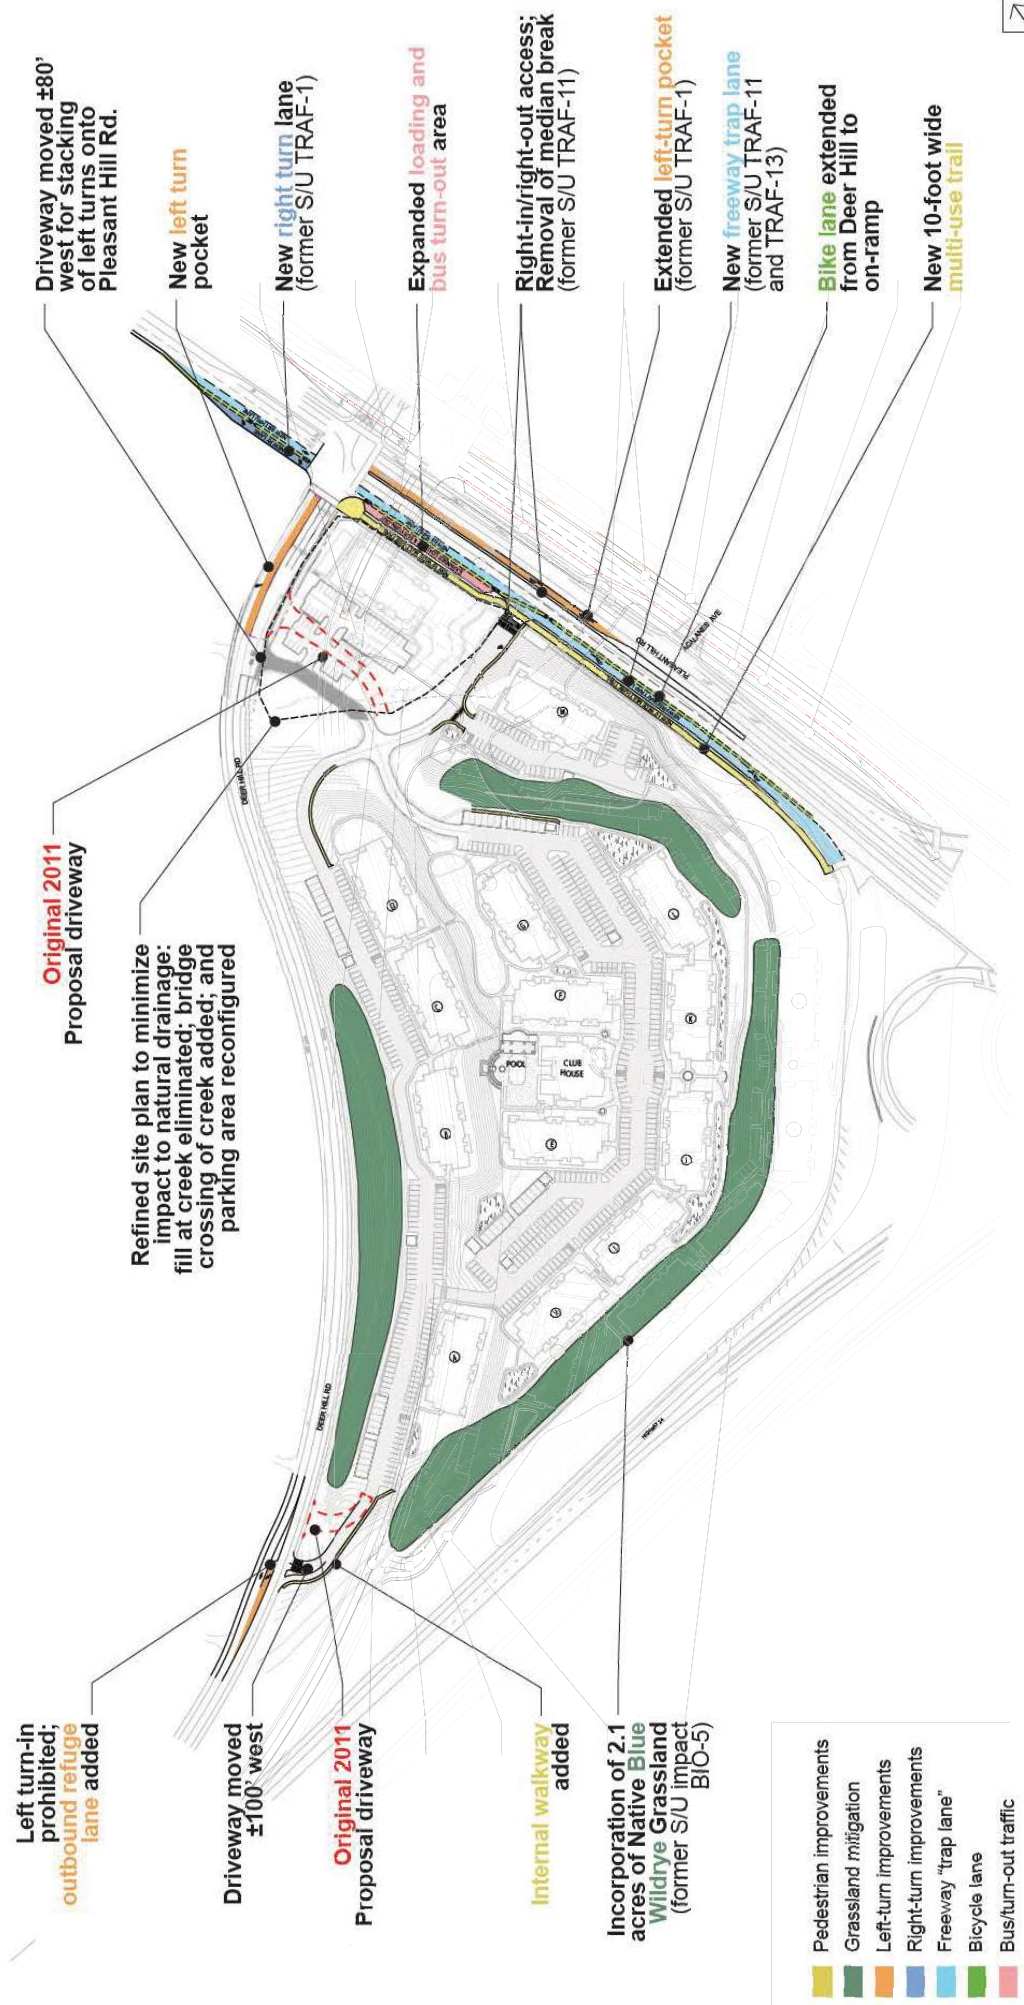 Left turn-in
prohibited;
outbound refuge
lane added
Driveway moved
±100' west
Original 2011
Proposal driveway
Internal walkway
added
Incorporation of 2.1
acres of Native Blue
Wildrye Grassland
(former S/U impact
BIO-5)
Original 2011
Proposal driveway
Refined site plan to minimize
impact to natural drainage:
fill at creek eliminated; bridge
crossing of creek added; and
parking area reconfigured
Driveway moved ±80'
west for stacking
of left turns onto
Pleasant Hill Rd.
New left turn
pocket
New right turn lane
(former S/U TRAF-1)
Expanded loading and
bus turn-out area
Right-in/right-out access;
Removal of median break
(former S/U TRAF-11)
Extended left-turn pocket
(former S/U TRAF-1)
New freeway trap lane
(former S/U TRAF-11
and TRAF-13)
Bike lane extended
from Deer Hill to
on-ramp
New 10-foot wide
multi-use trail
DEER HILL RD
DEER HILL RD
POOL
CLUB
HOUSE
HIGHWAY 24
PLEASANT HILL RD
ACALANES AVE
Pedestrian improvements
Grassland mitigation
Left-turn improvements
Right-turn improvements
Freeway "trap lane"
Bicycle lane
Bus/turn-out traffic